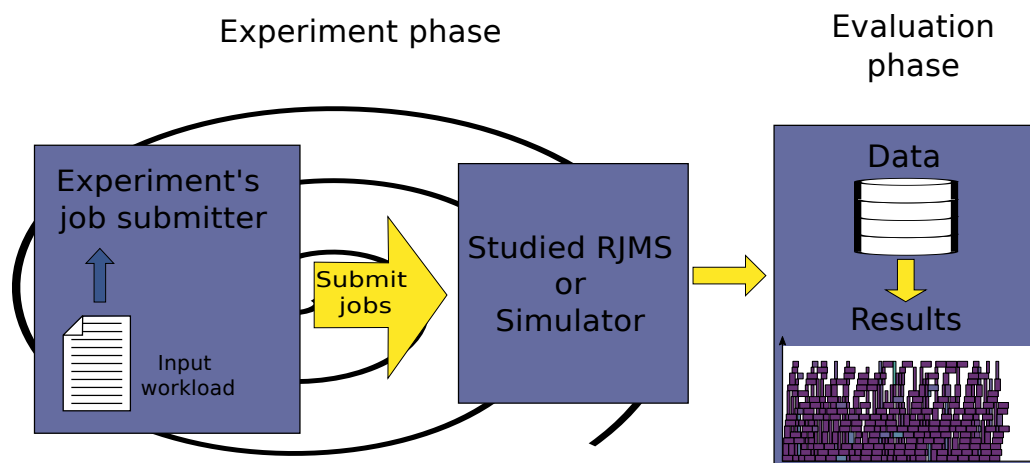 Experiment phase
Evaluation
phase
Experiment's
job submitter
Input
workload
Submit
jobs
Studied RJMS
or
Simulator
Data
Results